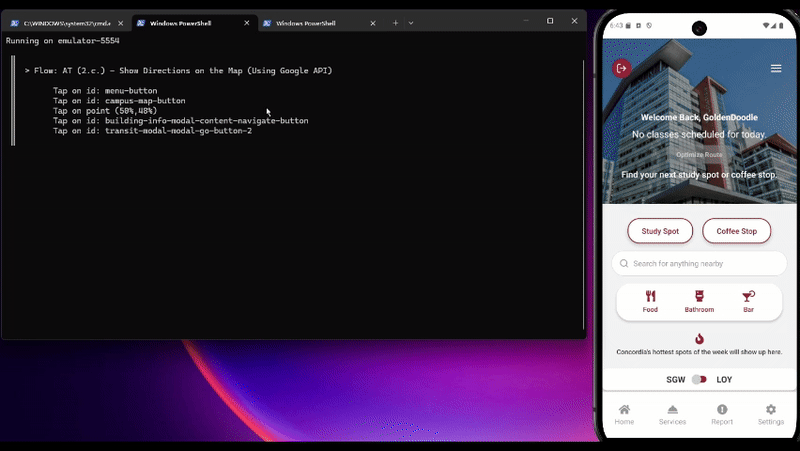 C:\WINDOWS\system32\cmd.e
Windows PowerShell
Windows PowerShell
Running on emulator-5554
> Flow: AT (2.c.) - Show Directions on the Map (Using Google API)
Tap on id: menu-button
Tap on id: campus-map-button
Tap on point (50%,48%)
Tap on id: building-info-modal-content-navigate-button
Tap on id: transit-modal-modal-go-button-2
6:43
Welcome Back, GoldenDoodle
No classes scheduled for today.
Optimize Route
Find your next study spot or coffee stop.
Study Spot
Coffee Stop
Search for anything nearby
Food
Bathroom
Bar
Concordia's hottest spots of the week will show up here.
SGW
LOY
Home
Services
Report
Settings